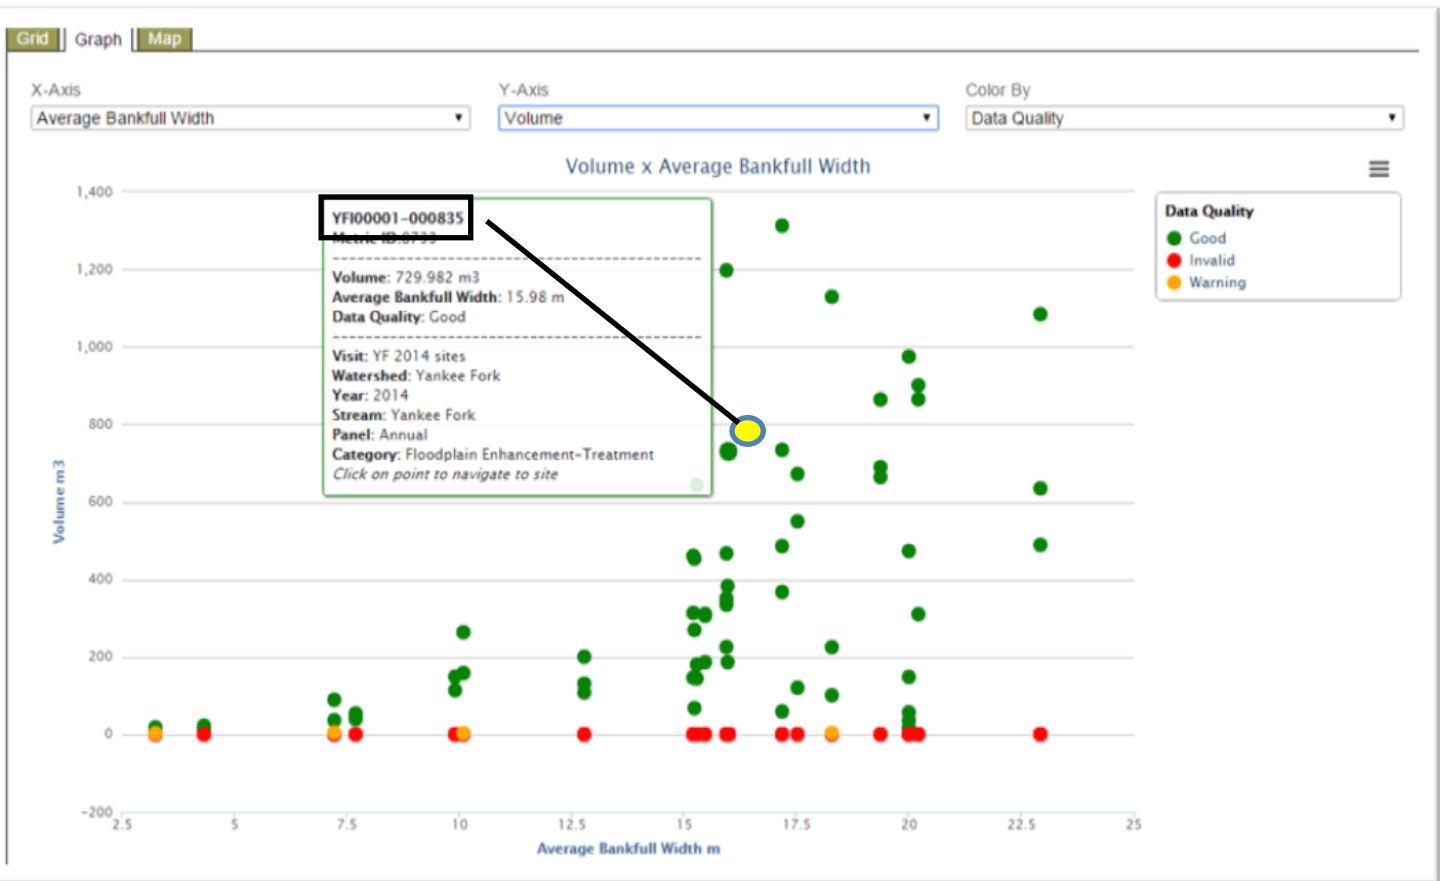 Grid Graph Map
X-Axis Y-Axis Color By
Average Bankfull Width Volume Data Quality
Volume x Average Bankfull Width
1,400
1,200
1,000
800
600
400
200
0
-200
Volume m3
YFI00001-000835
Metric ID:8733
Volume: 729.982 m3
Average Bankfull Width: 15.98 m
Data Quality: Good
Visit: YF 2014 sites
Watershed: Yankee Fork
Year: 2014
Stream: Yankee Fork
Panel: Annual
Category: Floodplain Enhancement-Treatment
Click on point to navigate to site
Data Quality
Good
Invalid
Warning
2.5 5 7.5 10 12.5 15 17.5 20 22.5 25
Average Bankfull Width m